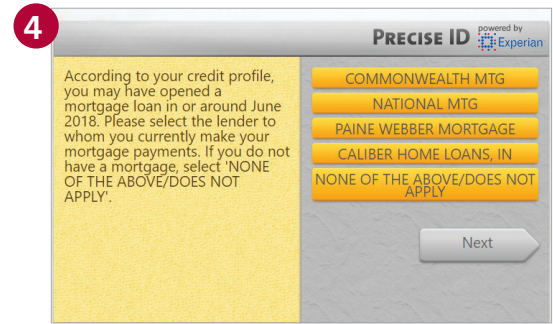 4
PRECISE ID powered by Experian
According to your credit profile,
you may have opened a
mortgage loan in or around June
2018. Please select the lender to
whom you currently make your
mortgage payments. If you do not
have a mortgage, select 'NONE
OF THE ABOVE/DOES NOT
APPLY'.
COMMONWEALTH MTG
NATIONAL MTG
PAINE WEBBER MORTGAGE
CALIBER HOME LOANS, IN
NONE OF THE ABOVE/DOES NOT
APPLY
Next